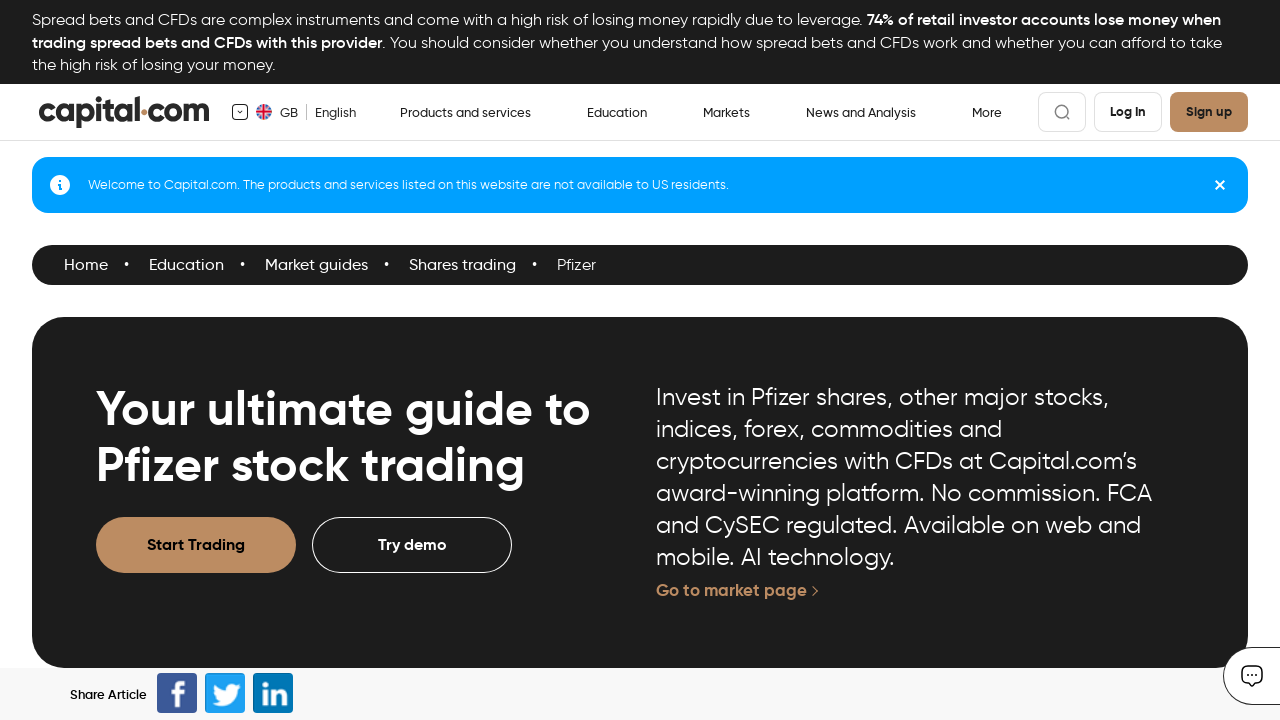 Spread bets and CFDs are complex instruments and come with a high risk of losing money rapidly due to leverage. 74% of retail investor accounts lose money when
trading spread bets and CFDs with this provider. You should consider whether you understand how spread bets and CFDs work and whether you can afford to take
the high risk of losing your money.
capital.com GB English Products and services Education Markets News and Analysis More Log In Sign up
Welcome to Capital.com. The products and services listed on this website are not available to US residents.
Home • Education • Market guides • Shares trading • Pfizer
Your ultimate guide to
Pfizer stock trading
Start Trading Try demo
Invest in Pfizer shares, other major stocks,
indices, forex, commodities and
cryptocurrencies with CFDs at Capital.com’s
award-winning platform. No commission. FCA
and CySEC regulated. Available on web and
mobile. AI technology.
Go to market page
Share Article